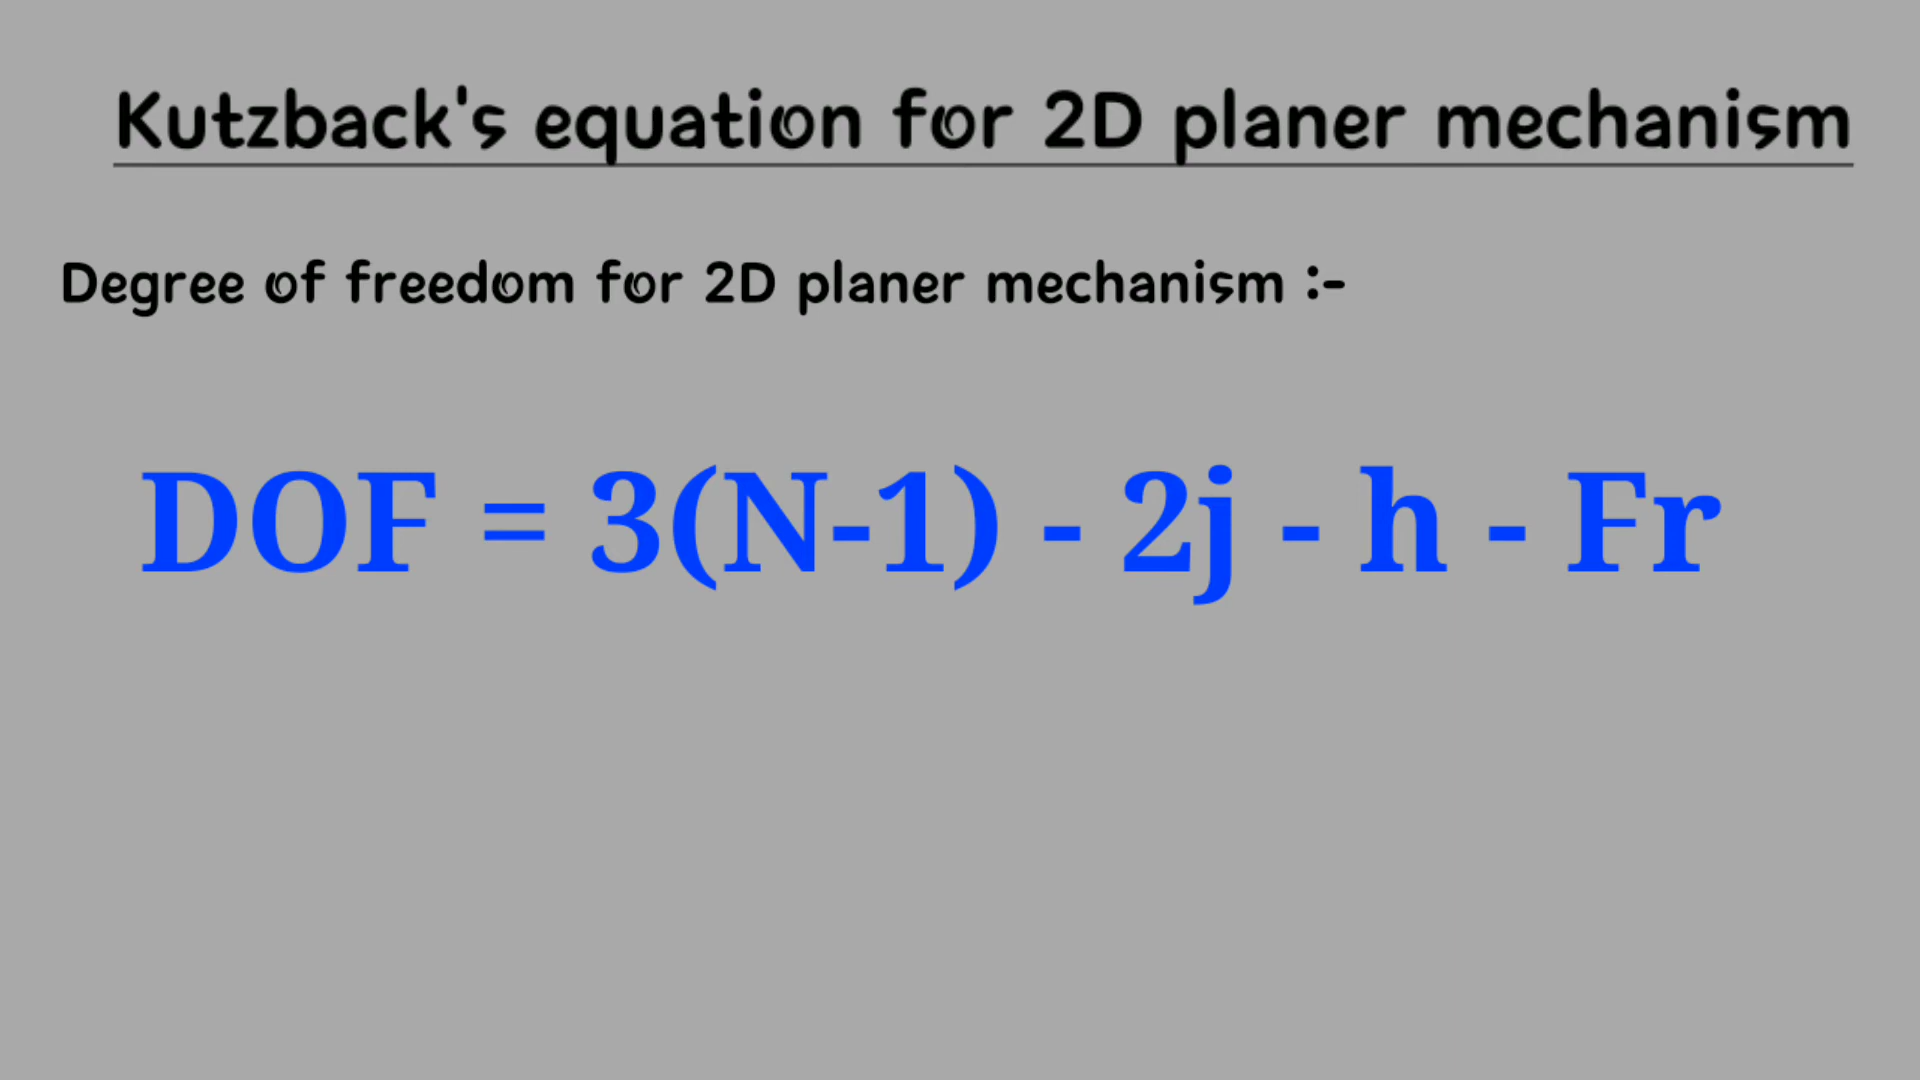 Kutzback's equation for 2D planer mechanism
Degree of freedom for 2D planer mechanism :-
DOF = 3(N-1) - 2j - h - Fr